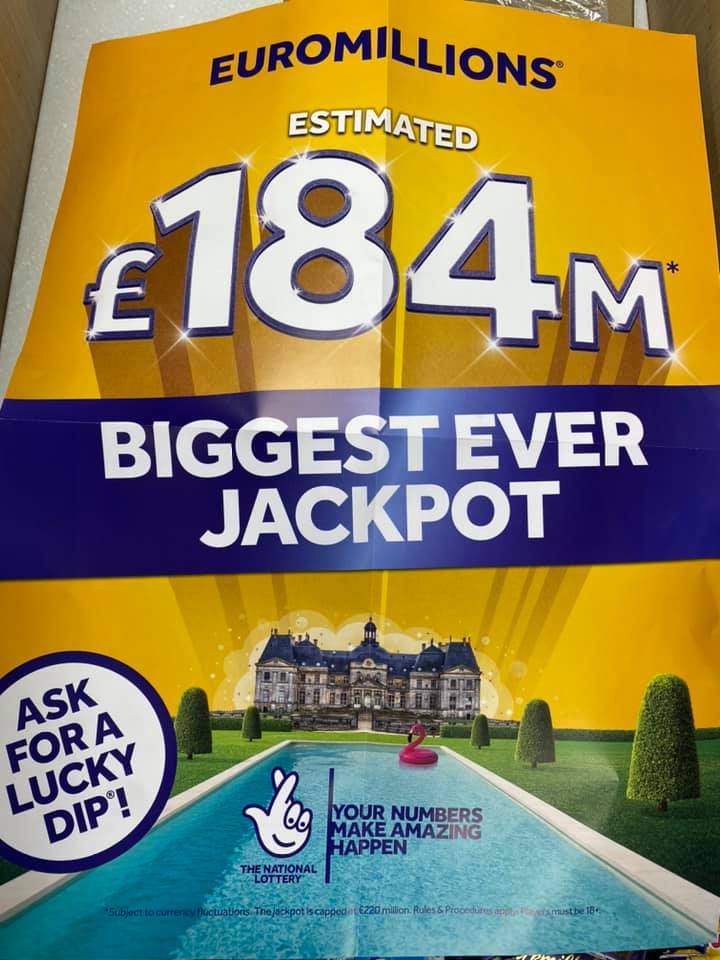 EUROMILLIONS®
ESTIMATED
£184M*
BIGGEST EVER
JACKPOT
ASK
FOR A
LUCKY
DIP®!
THE NATIONAL
LOTTERY®
YOUR NUMBERS
MAKE AMAZING
HAPPEN
*Subject to currency fluctuations. The jackpot is capped at €220 million. Rules & Procedures apply. Players must be 18+.